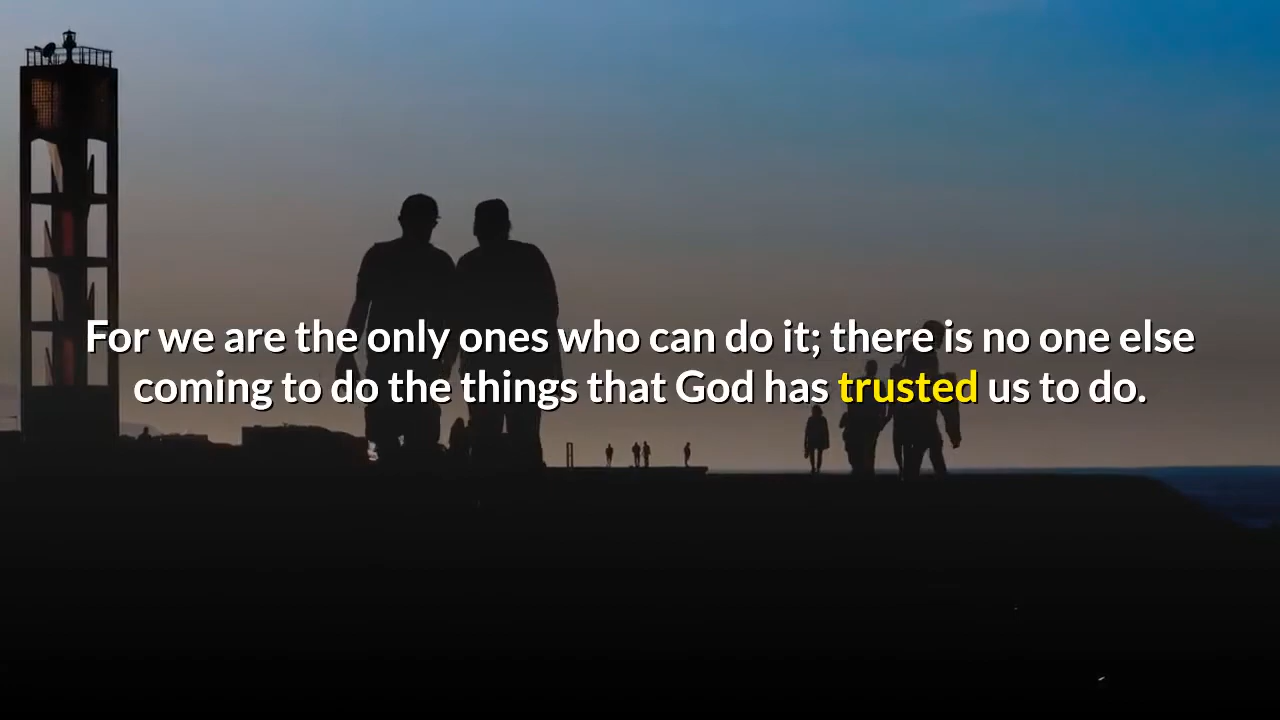 For we are the only ones who can do it; there is no one else
coming to do the things that God has trusted us to do.